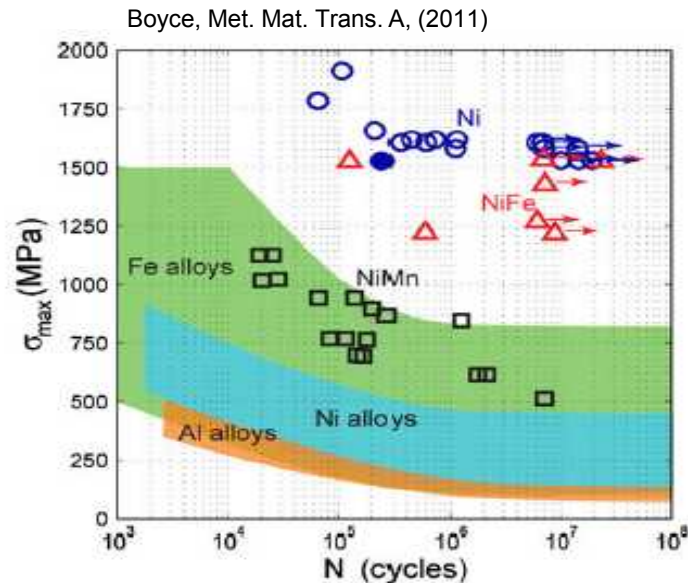 Boyce, Met. Mat. Trans. A, (2011)
2000
1750
1500
1250
1000
750
500
250
0
σmax (MPa)
Ni
NiFe
Fe alloys
NiMn
Ni alloys
Al alloys
10³
10⁴
10⁵
10⁶
10⁷
10⁸
N (cycles)